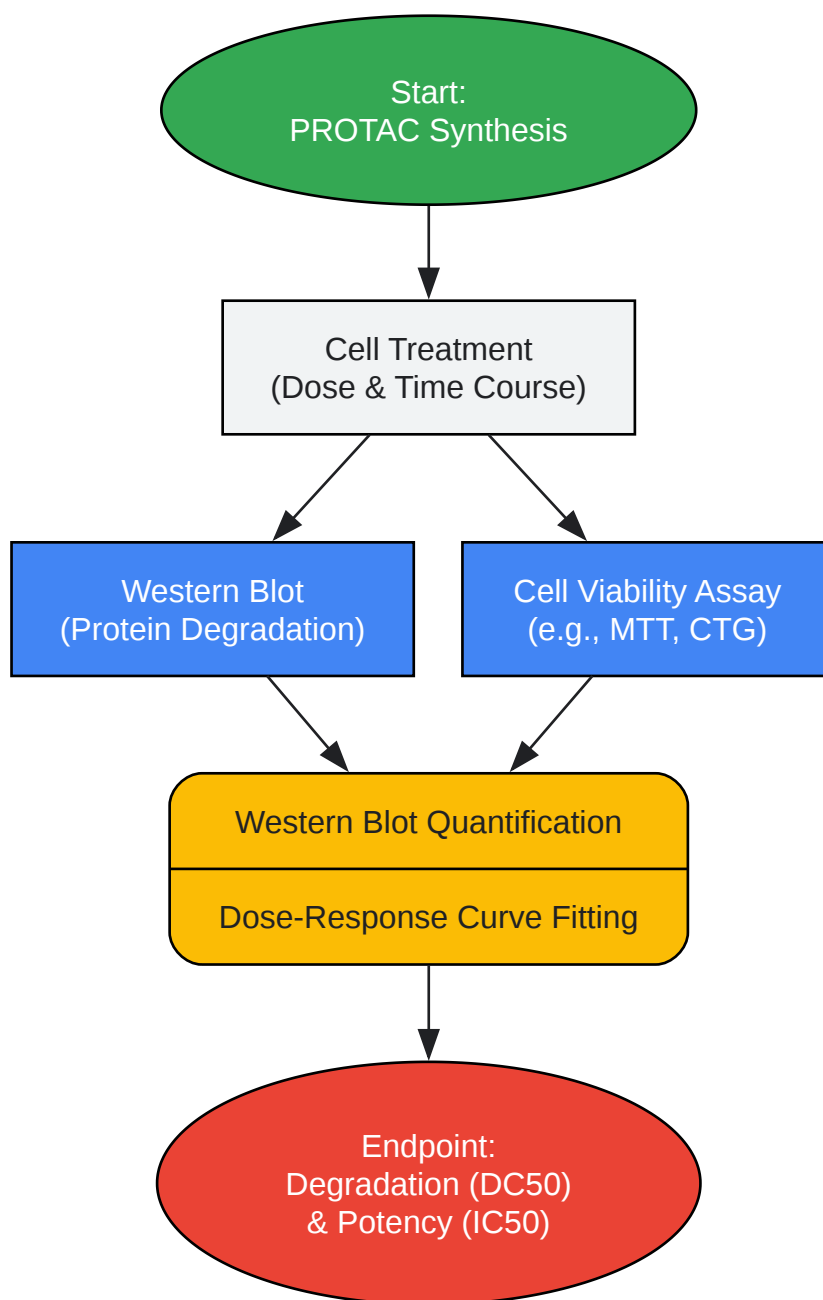 Start:
PROTAC Synthesis
Cell Treatment
(Dose & Time Course)
Western Blot
(Protein Degradation)
Cell Viability Assay
(e.g., MTT, CTG)
Western Blot Quantification
Dose-Response Curve Fitting
Endpoint:
Degradation (DC50)
& Potency (IC50)